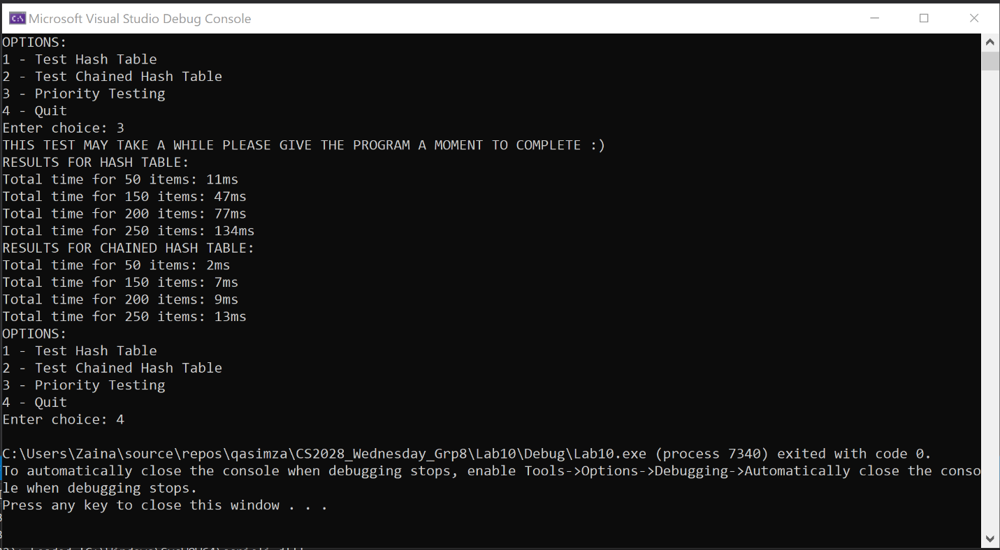 Microsoft Visual Studio Debug Console
OPTIONS:
1 - Test Hash Table
2 - Test Chained Hash Table
3 - Priority Testing
4 - Quit
Enter choice: 3
THIS TEST MAY TAKE A WHILE PLEASE GIVE THE PROGRAM A MOMENT TO COMPLETE :)
RESULTS FOR HASH TABLE:
Total time for 50 items: 11ms
Total time for 150 items: 47ms
Total time for 200 items: 77ms
Total time for 250 items: 134ms
RESULTS FOR CHAINED HASH TABLE:
Total time for 50 items: 2ms
Total time for 150 items: 7ms
Total time for 200 items: 9ms
Total time for 250 items: 13ms
OPTIONS:
1 - Test Hash Table
2 - Test Chained Hash Table
3 - Priority Testing
4 - Quit
Enter choice: 4
C:\Users\Zaina\source\repos\qasimza\CS2028_Wednesday_Grp8\Lab10\Debug\Lab10.exe (process 7340) exited with code 0.
To automatically close the console when debugging stops, enable Tools->Options->Debugging->Automatically close the conso
le when debugging stops.
Press any key to close this window . . .